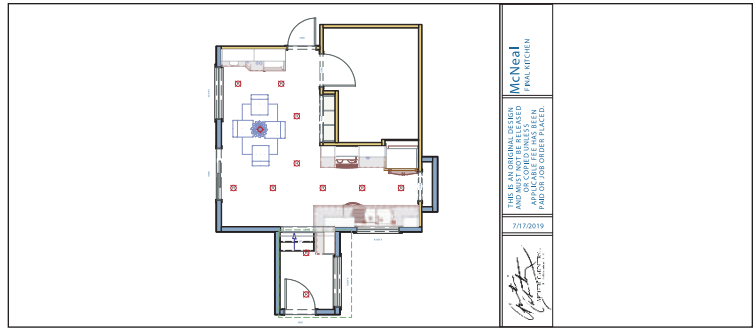 McNeal
FINAL KITCHEN
THIS IS AN ORIGINAL DESIGN
AND MUST NOT BE RELEASED
OR COPIED UNLESS
APPLICABLE FEE HAS BEEN
PAID OR JOB ORDER PLACED.
7/17/2019